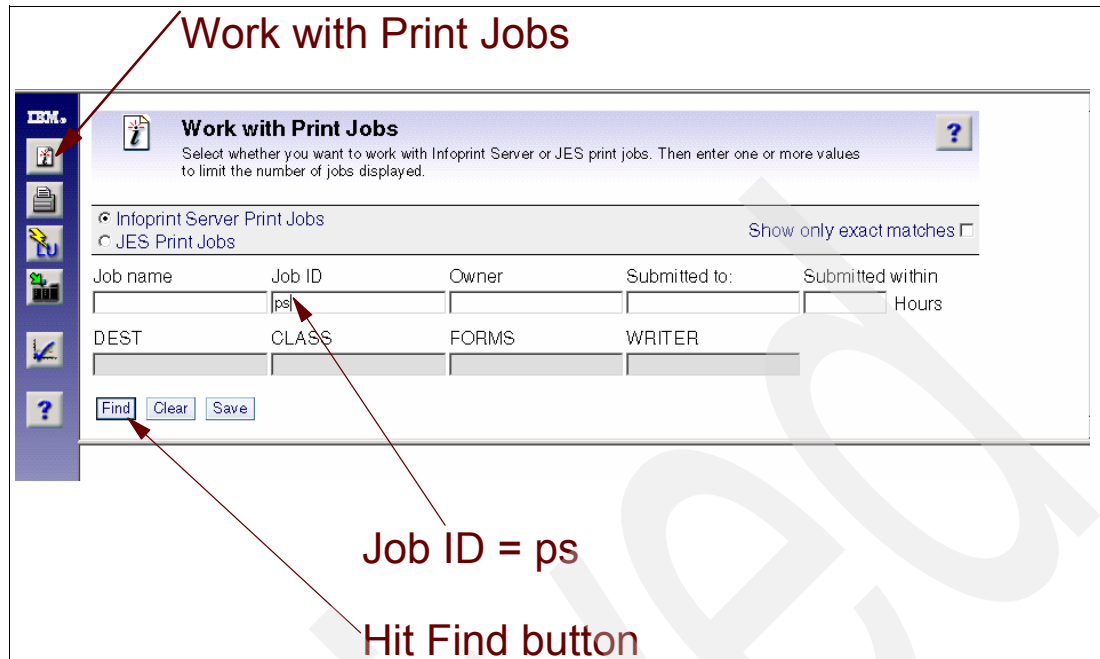 Work with Print Jobs
IBM®
Work with Print Jobs
?
Select whether you want to work with Infoprint Server or JES print jobs. Then enter one or more values
to limit the number of jobs displayed.
Infoprint Server Print Jobs
JES Print Jobs
Show only exact matches
LU
Job name Job ID Owner Submitted to: Submitted within
ps Hours
DEST CLASS FORMS WRITER
?
Find Clear Save
Job ID = ps
Hit Find button